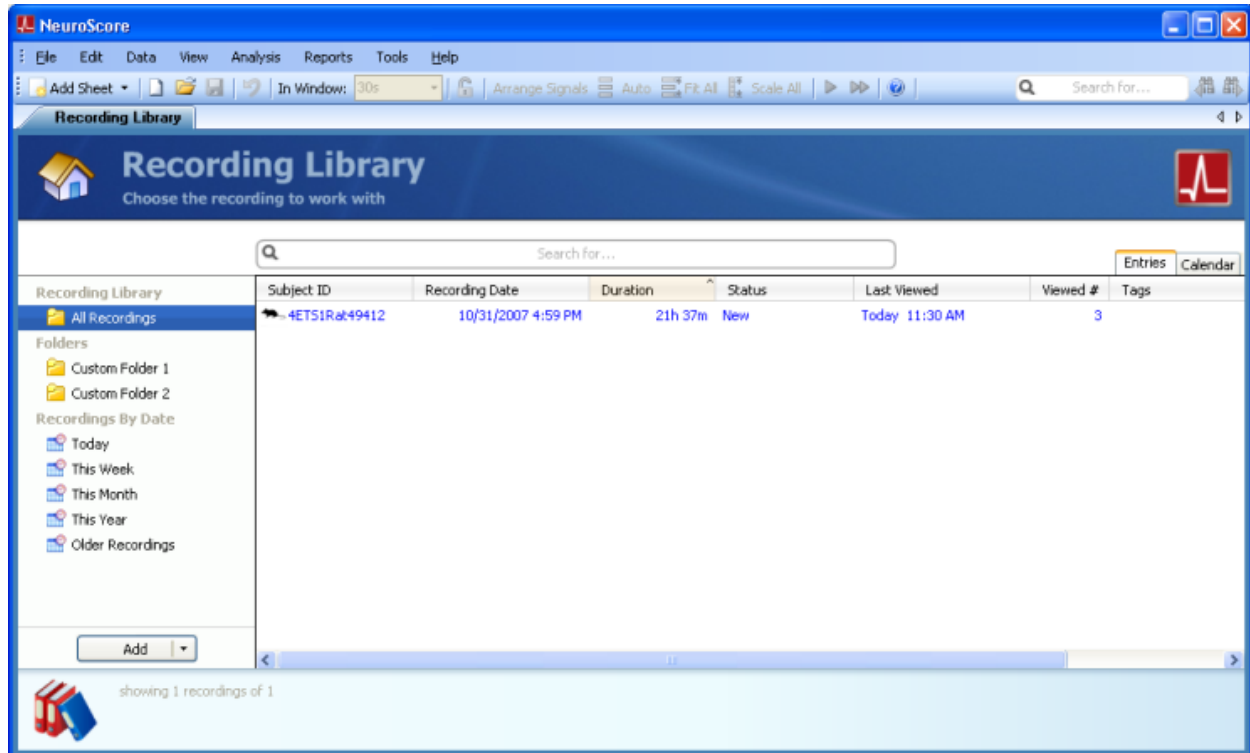 NeuroScore
File Edit Data View Analysis Reports Tools Help
Add Sheet In Window: 30s Arrange Signals Auto Fit All Scale All Search for...
Recording Library
Recording Library
Choose the recording to work with
Search for...
Entries Calendar
Recording Library
Subject ID Recording Date Duration Status Last Viewed Viewed # Tags
All Recordings
4ETS1Rat49412 10/31/2007 4:59 PM 21h 37m New Today 11:30 AM 3
Folders
Custom Folder 1
Custom Folder 2
Recordings By Date
Today
This Week
This Month
This Year
Older Recordings
Add
showing 1 recordings of 1